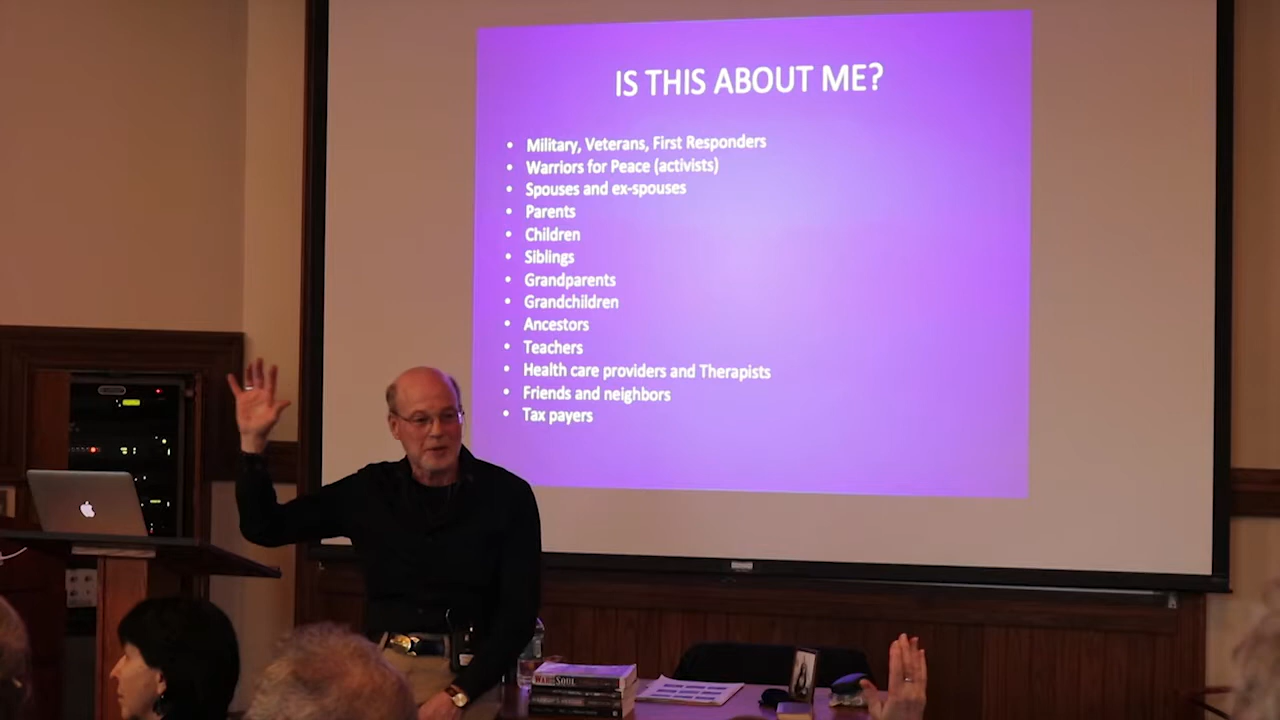 IS THIS ABOUT ME?
• Military, Veterans, First Responders
• Warriors for Peace (activists)
• Spouses and ex-spouses
• Parents
• Children
• Siblings
• Grandparents
• Grandchildren
• Ancestors
• Teachers
• Health care providers and Therapists
• Friends and neighbors
• Tax payers
SOUL